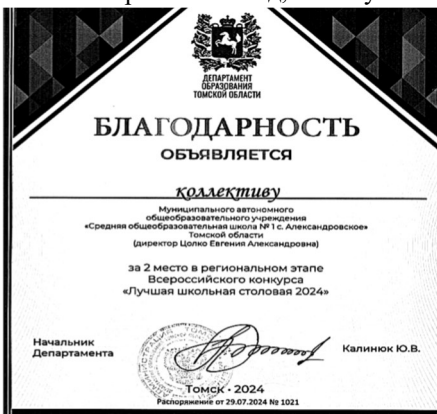 ДЕПАРТАМЕНТ
ОБРАЗОВАНИЯ
ТОМСКОЙ ОБЛАСТИ
БЛАГОДАРНОСТЬ
ОБЪЯВЛЯЕТСЯ
коллективу
Муниципального автономного
общеобразовательного учреждения
«Средняя общеобразовательная школа № 1 с. Александровское»
Томской области
(директор Цолко Евгения Александровна)
за 2 место в региональном этапе
Всероссийского конкурса
«Лучшая школьная столовая 2024»
Начальник
Департамента
Калинюк Ю.В.
Томск • 2024
Распоряжение от 29.07.2024 № 1021